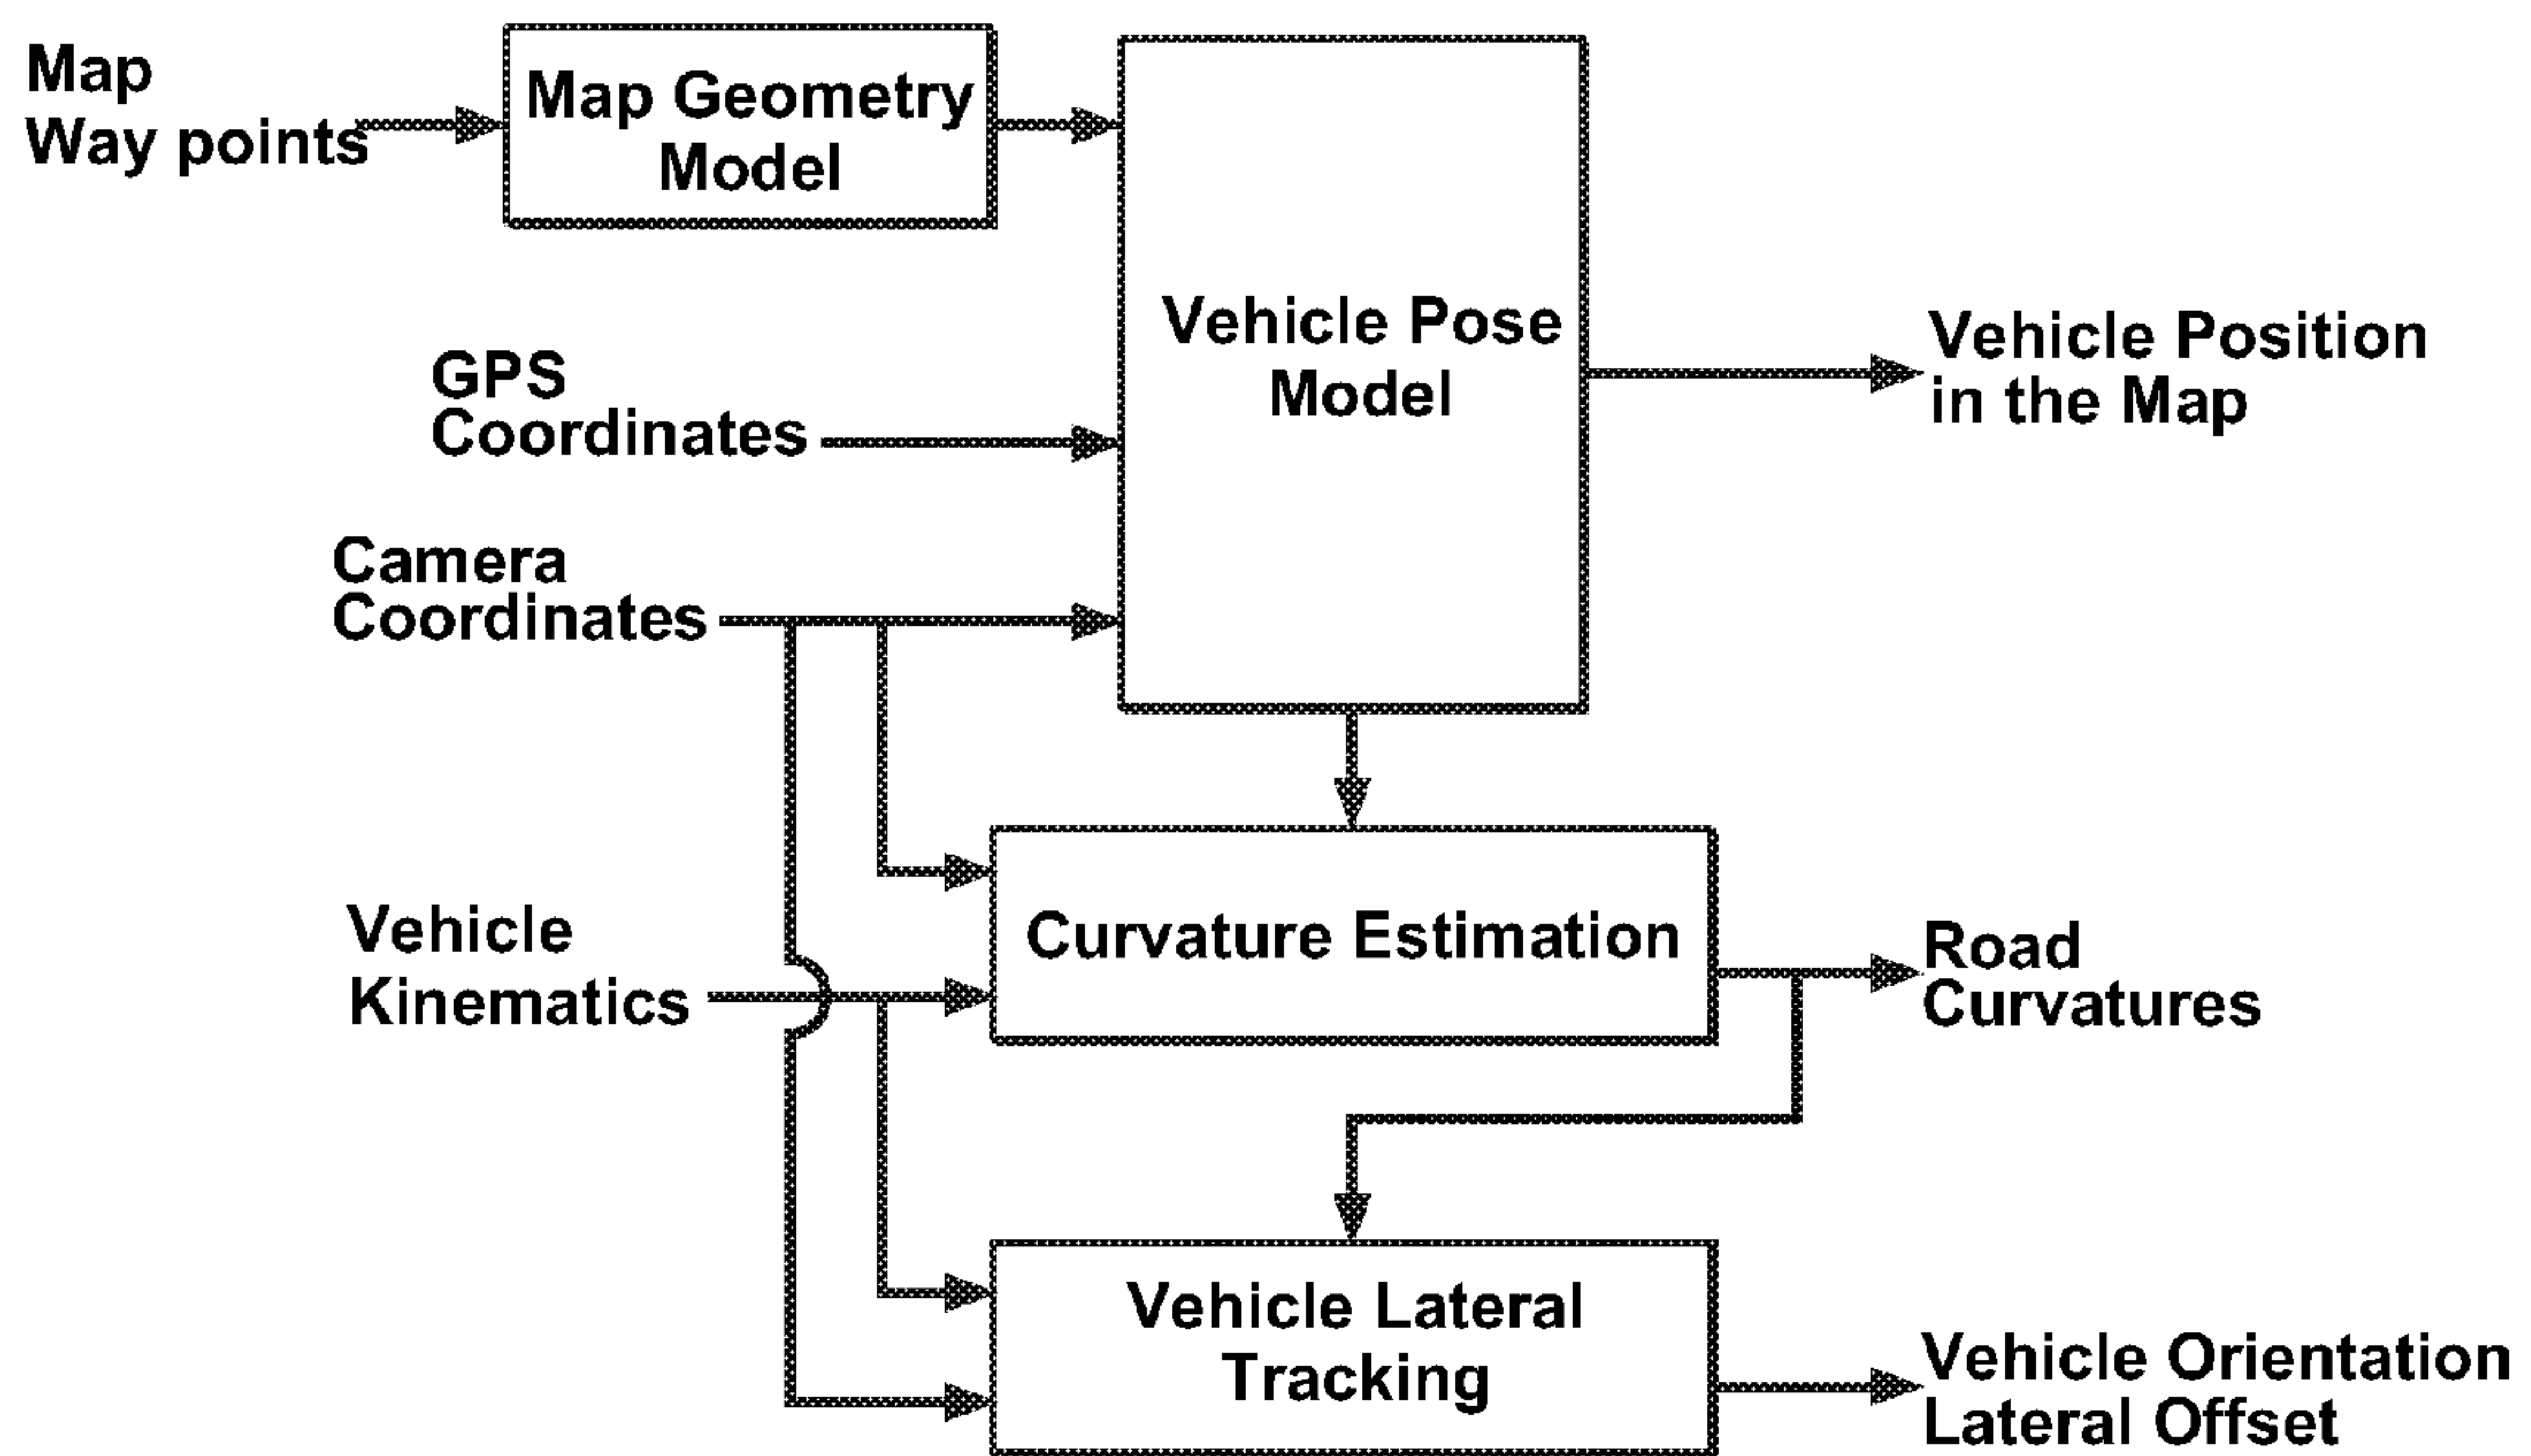 Map
Way points
Map Geometry
Model
GPS
Coordinates
Vehicle Pose
Model
Vehicle Position
in the Map
Camera
Coordinates
Vehicle
Kinematics
Curvature Estimation
Road
Curvatures
Vehicle Lateral
Tracking
Vehicle Orientation
Lateral Offset